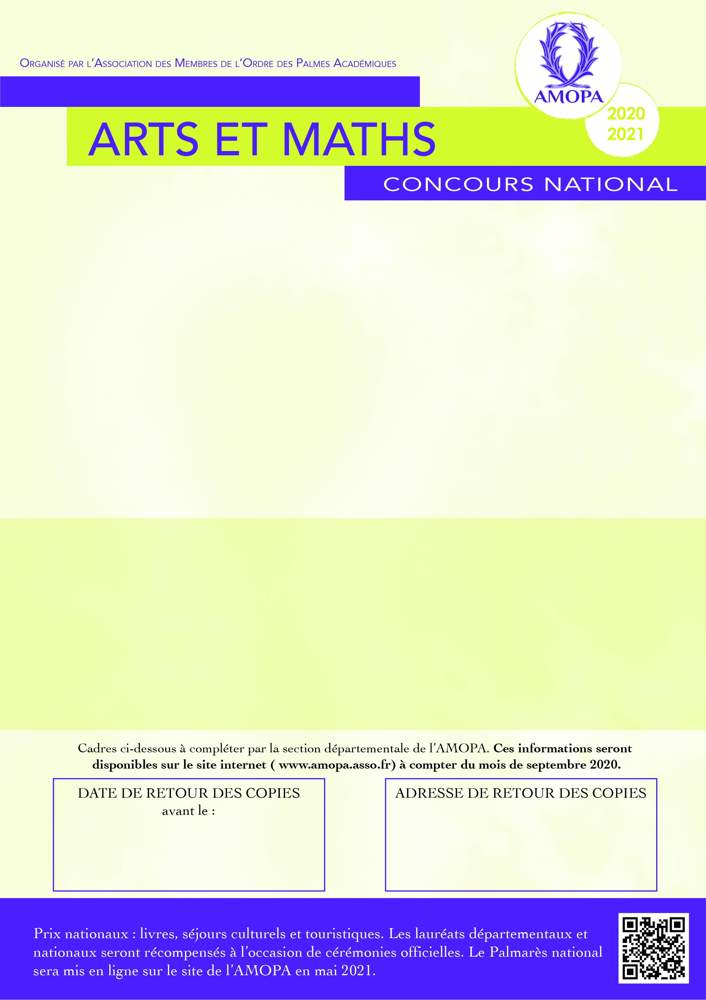 Organisé par l’Association des Membres de l’Ordre des Palmes Académiques
AMOPA
2020
2021
ARTS ET MATHS
CONCOURS NATIONAL
Cadres ci-dessous à compléter par la section départementale de l’AMOPA. Ces informations seront
disponibles sur le site internet ( www.amopa.asso.fr) à compter du mois de septembre 2020.
DATE DE RETOUR DES COPIES
avant le :
ADRESSE DE RETOUR DES COPIES
Prix nationaux : livres, séjours culturels et touristiques. Les lauréats départementaux et
nationaux seront récompensés à l’occasion de cérémonies officielles. Le Palmarès national
sera mis en ligne sur le site de l’AMOPA en mai 2021.